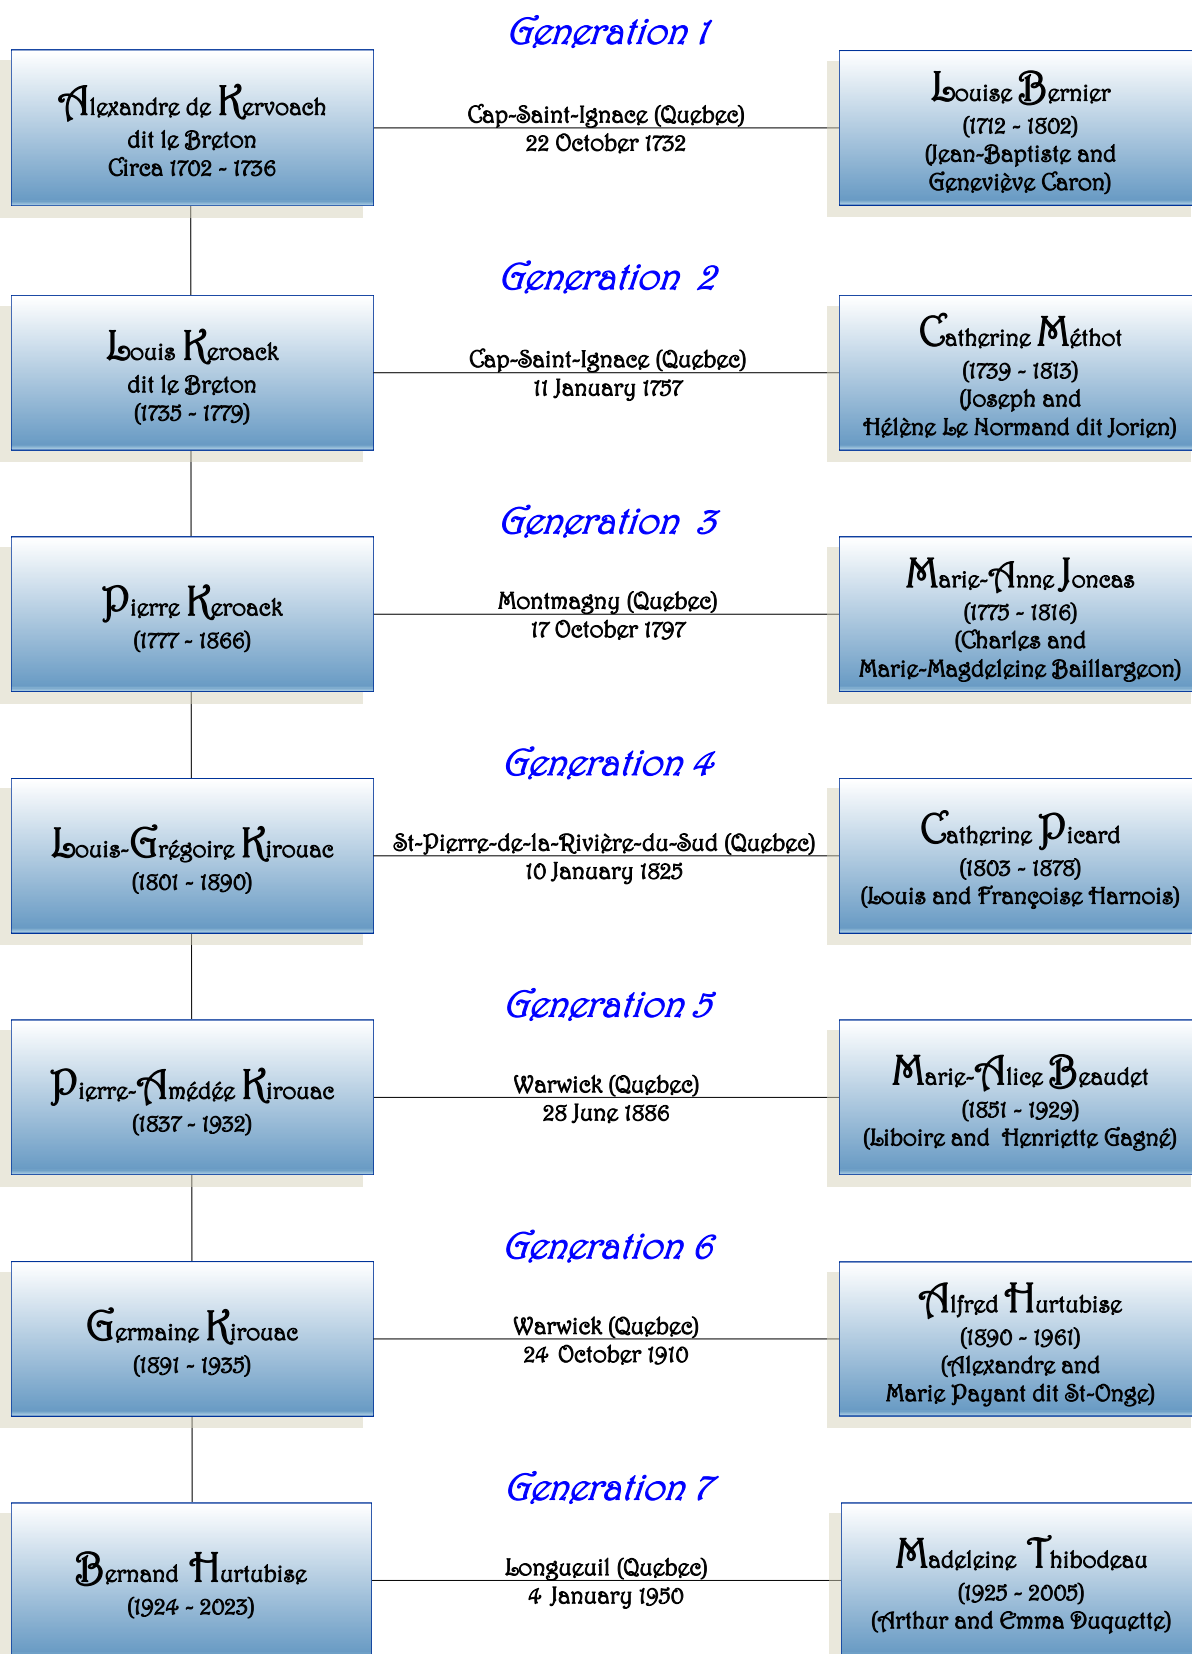 Generation 1
Alexandre de Kervoach
dit le Breton
Circa 1702 - 1736
Cap-Saint-Ignace (Quebec)
22 October 1732
Louise Bernier
(1712 - 1802)
(Jean-Baptiste and
Geneviève Caron)
Generation 2
Louis Keroack
dit le Breton
(1735 - 1779)
Cap-Saint-Ignace (Quebec)
11 January 1757
Catherine Méthot
(1739 - 1813)
(Joseph and
Hélène Le Normand dit Jorien)
Generation 3
Pierre Keroack
(1777 - 1866)
Montmagny (Quebec)
17 October 1797
Marie-Anne Joncas
(1775 - 1816)
(Charles and
Marie-Magdeleine Baillargeon)
Generation 4
Louis-Grégoire Kirouac
(1801 - 1890)
St-Pierre-de-la-Rivière-du-Sud (Quebec)
10 January 1825
Catherine Picard
(1803 - 1878)
(Louis and Françoise Harnois)
Generation 5
Pierre-Amédée Kirouac
(1837 - 1932)
Warwick (Quebec)
28 June 1886
Marie-Alice Beaudet
(1851 - 1929)
(Liboire and Henriette Gagné)
Generation 6
Germaine Kirouac
(1891 - 1935)
Warwick (Quebec)
24 October 1910
Alfred Hurtubise
(1890 - 1961)
(Alexandre and
Marie Payant dit St-Onge)
Generation 7
Bernand Hurtubise
(1924 - 2023)
Longueuil (Quebec)
4 January 1950
Madeleine Thibodeau
(1925 - 2005)
(Arthur and Emma Duquette)